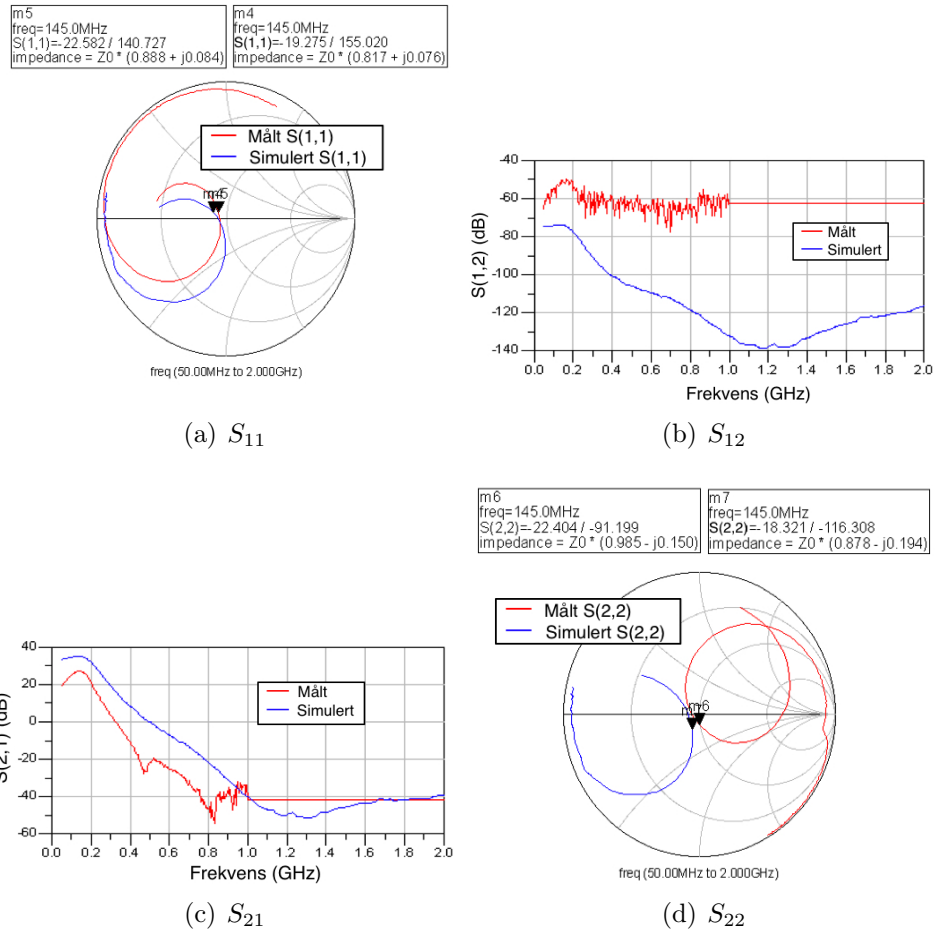 m5
freq=145.0MHz
S(1,1)=-22.582 / 140.727
impedance = Z0 * (0.888 + j0.084)
m4
freq=145.0MHz
S(1,1)=-19.275 / 155.020
impedance = Z0 * (0.817 + j0.076)
Målt S(1,1)
Simulert S(1,1)
freq (50.00MHz to 2.000GHz)
(a) S11
-40
-60
-80
-100
-120
-140
S(1,2) (dB)
Målt
Simulert
0.0 0.2 0.4 0.6 0.8 1.0 1.2 1.4 1.6 1.8 2.0
Frekvens (GHz)
(b) S12
40
20
0
-20
-40
-60
S(2,1) (dB)
Målt
Simulert
0.0 0.2 0.4 0.6 0.8 1.0 1.2 1.4 1.6 1.8 2.0
Frekvens (GHz)
(c) S21
m6
freq=145.0MHz
S(2,2)=-22.404 / -91.199
impedance = Z0 * (0.985 - j0.150)
m7
freq=145.0MHz
S(2,2)=-18.321 / -116.308
impedance = Z0 * (0.878 - j0.194)
Målt S(2,2)
Simulert S(2,2)
m6
freq (50.00MHz to 2.000GHz)
(d) S22